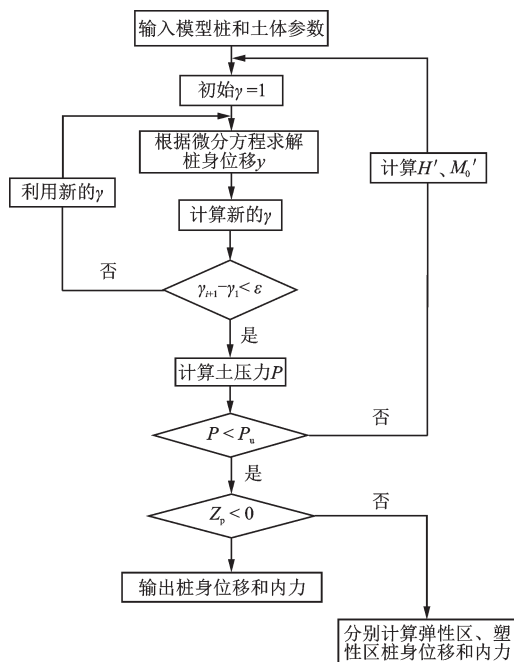 输入模型桩和土体参数
初始γ=1
根据微分方程求解
桩身位移y
计算H′、M₀′
利用新的γ
计算新的γ
否
γᵢ₊₁−γ₁< ε
是
计算土压力P
否
P < Pᵤ
是
否
Zₚ < 0
输出桩身位移和内力
分别计算弹性区、塑
性区桩身位移和内力